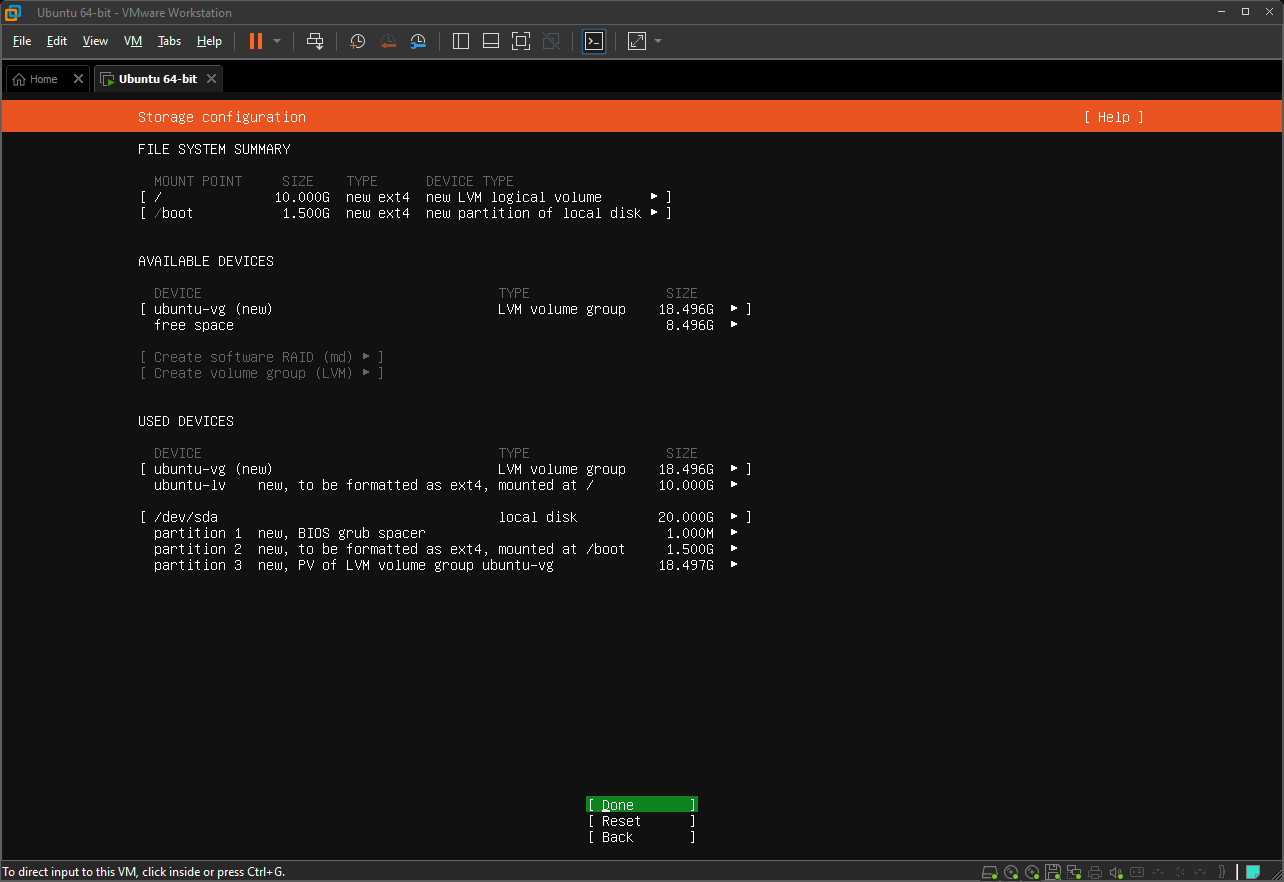 Ubuntu 64-bit - VMware Workstation
File Edit View VM Tabs Help
Home Ubuntu 64-bit
Storage configuration [ Help ]
FILE SYSTEM SUMMARY
MOUNT POINT SIZE TYPE DEVICE TYPE
[ / 10.000G new ext4 new LVM logical volume ▸ ]
[ /boot 1.500G new ext4 new partition of local disk ▸ ]
AVAILABLE DEVICES
DEVICE TYPE SIZE
[ ubuntu-vg (new) LVM volume group 18.496G ▸ ]
free space 8.496G ▸
[ Create software RAID (md) ▸ ]
[ Create volume group (LVM) ▸ ]
USED DEVICES
DEVICE TYPE SIZE
[ ubuntu-vg (new) LVM volume group 18.496G ▸ ]
ubuntu-lv new, to be formatted as ext4, mounted at / 10.000G ▸
[ /dev/sda local disk 20.000G ▸ ]
partition 1 new, BIOS grub spacer 1.000M ▸
partition 2 new, to be formatted as ext4, mounted at /boot 1.500G ▸
partition 3 new, PV of LVM volume group ubuntu-vg 18.497G ▸
[ Done ]
[ Reset ]
[ Back ]
To direct input to this VM, click inside or press Ctrl+G.